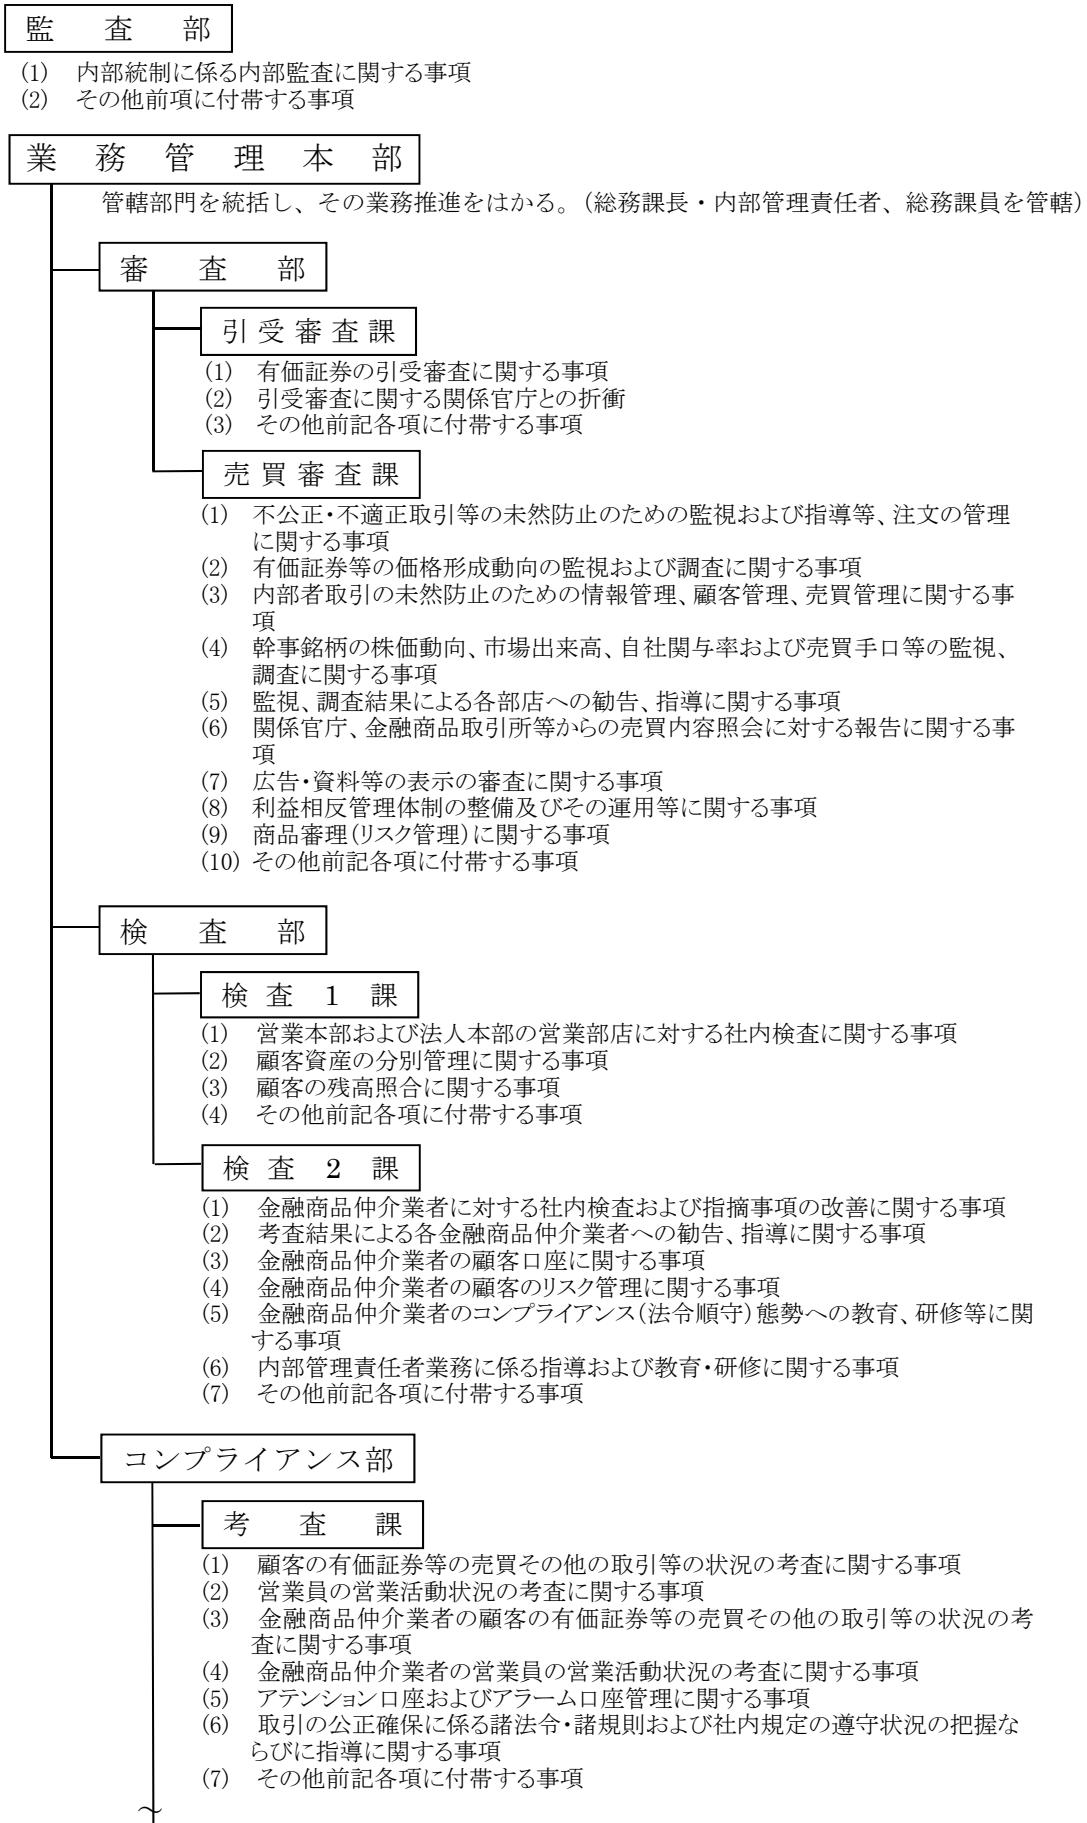 監査部
(1) 内部統制に係る内部監査に関する事項
(2) その他前項に付帯する事項
業務管理本部
管轄部門を統括し、その業務推進をはかる。（総務課長・内部管理責任者、総務課員を管轄）
審査部
引受審査課
(1) 有価証券の引受審査に関する事項
(2) 引受審査に関する関係官庁との折衝
(3) その他前記各項に付帯する事項
売買審査課
(1) 不公正・不適正取引等の未然防止のための監視および指導等、注文の管理
に関する事項
(2) 有価証券等の価格形成動向の監視および調査に関する事項
(3) 内部者取引の未然防止のための情報管理、顧客管理、売買管理に関する事
項
(4) 幹事銘柄の株価動向、市場出来高、自社関与率および売買手口等の監視、
調査に関する事項
(5) 監視、調査結果による各部店への勧告、指導に関する事項
(6) 関係官庁、金融商品取引所等からの売買内容照会に対する報告に関する事
項
(7) 広告・資料等の表示の審査に関する事項
(8) 利益相反管理体制の整備及びその運用等に関する事項
(9) 商品審理（リスク管理）に関する事項
(10) その他前記各項に付帯する事項
検査部
検査1課
(1) 営業本部および法人本部の営業部店に対する社内検査に関する事項
(2) 顧客資産の分別管理に関する事項
(3) 顧客の残高照合に関する事項
(4) その他前記各項に付帯する事項
検査2課
(1) 金融商品仲介業者に対する社内検査および指摘事項の改善に関する事項
(2) 考査結果による各金融商品仲介業者への勧告、指導に関する事項
(3) 金融商品仲介業者の顧客口座に関する事項
(4) 金融商品仲介業者の顧客のリスク管理に関する事項
(5) 金融商品仲介業者のコンプライアンス（法令順守）態勢への教育、研修等に関
する事項
(6) 内部管理責任者業務に係る指導および教育・研修に関する事項
(7) その他前記各項に付帯する事項
コンプライアンス部
考査課
(1) 顧客の有価証券等の売買その他の取引等の状況の考査に関する事項
(2) 営業員の営業活動状況の考査に関する事項
(3) 金融商品仲介業者の顧客の有価証券等の売買その他の取引等の状況の考
査に関する事項
(4) 金融商品仲介業者の営業員の営業活動状況の考査に関する事項
(5) アテンション口座およびアラーム口座管理に関する事項
(6) 取引の公正確保に係る諸法令・諸規則および社内規定の遵守状況の把握な
らびに指導に関する事項
(7) その他前記各項に付帯する事項
～